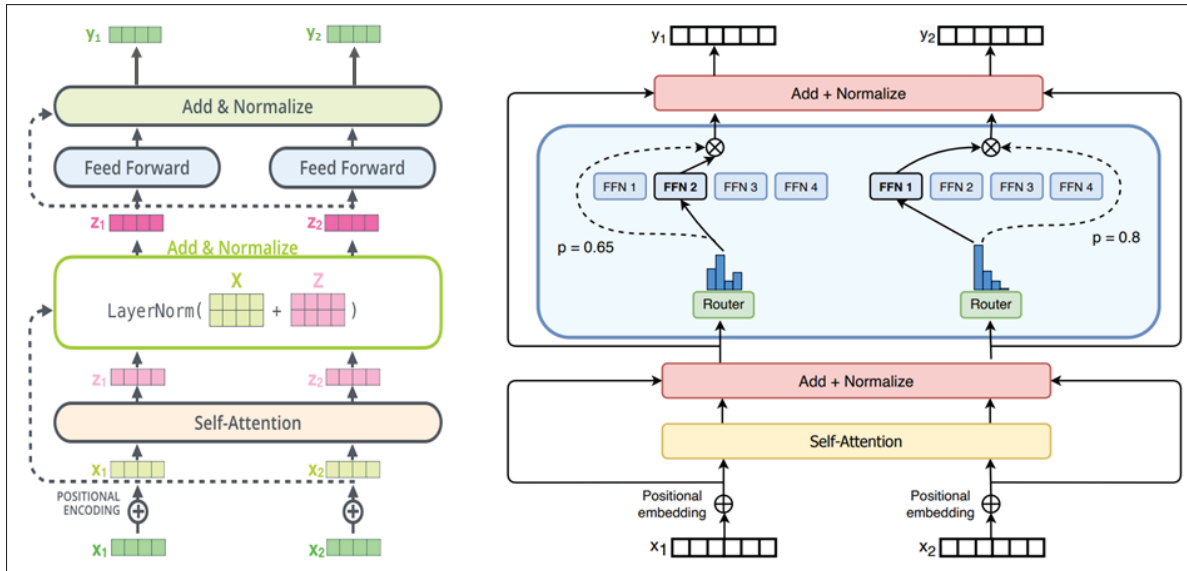 y1
y2
Add & Normalize
Feed Forward
Feed Forward
z1
z2
Add & Normalize
X
Z
LayerNorm( + )
z1
z2
Self-Attention
x1
x2
POSITIONAL
ENCODING
x1
x2
y1
y2
Add + Normalize
FFN 1
FFN 2
FFN 3
FFN 4
FFN 1
FFN 2
FFN 3
FFN 4
p = 0.65
p = 0.8
Router
Router
Add + Normalize
Self-Attention
Positional
embedding
Positional
embedding
x1
x2